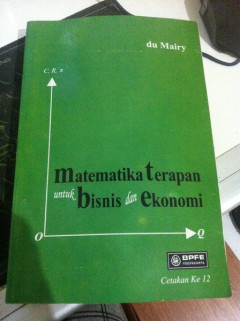 du Mairy
C, R, π
matematika terapan
untuk bisnis dan ekonomi
O
Q
BPFE
YOGYAKARTA
Cetakan Ke 12